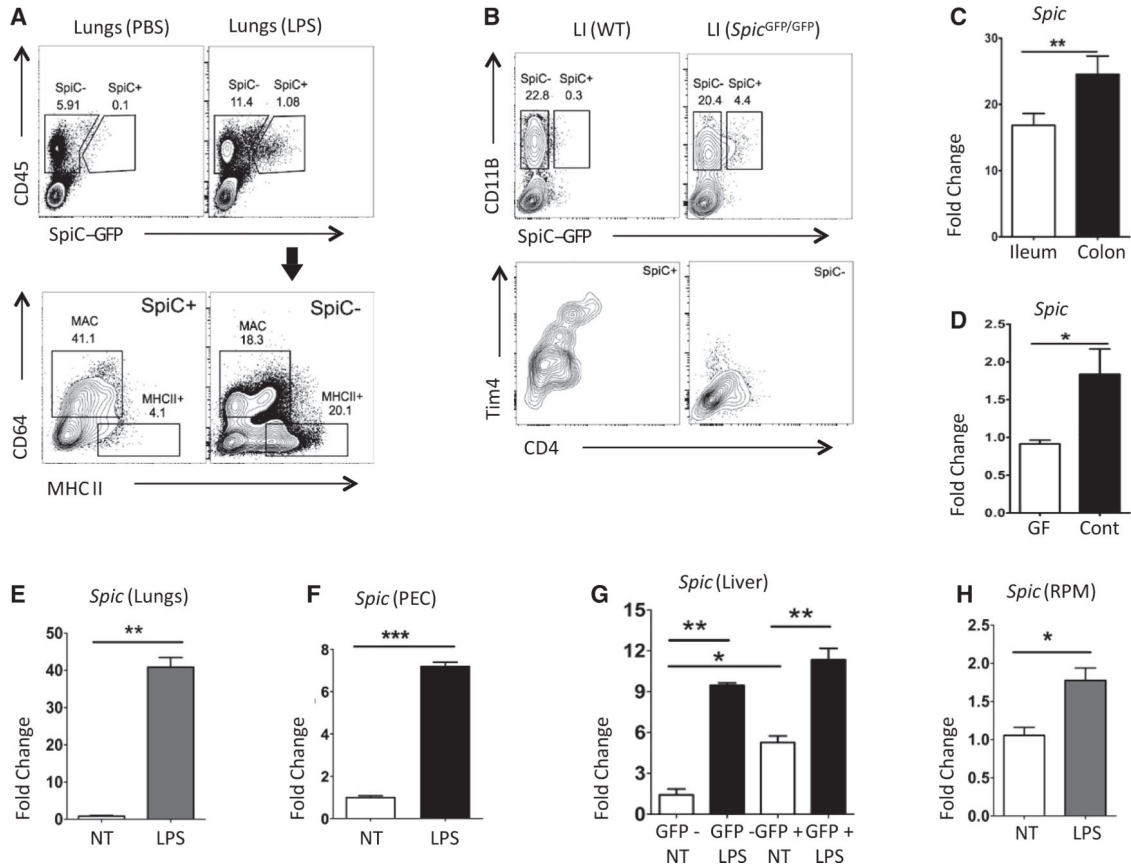 A
Lungs (PBS)
Lungs (LPS)
SpiC-
5.91
SpiC+
0.1
SpiC-
11.4
SpiC+
1.08
CD45
SpiC–GFP
SpiC+
MAC
41.1
MHCII+
4.1
SpiC-
MAC
18.3
MHCII+
20.1
CD64
MHC II
B
LI (WT)
LI (SpicGFP/GFP)
SpiC-
22.8
SpiC+
0.3
SpiC-
20.4
SpiC+
4.4
CD11B
SpiC–GFP
SpiC+
SpiC-
Tim4
CD4
C
Spic
**
30
20
10
0
Fold Change
Ileum
Colon
D
Spic
*
2.5
2.0
1.5
1.0
0.5
0.0
Fold Change
GF
Cont
E
Spic (Lungs)
**
50
40
30
20
10
0
Fold Change
NT
LPS
F
Spic (PEC)
***
8
6
4
2
0
Fold Change
NT
LPS
G
Spic (Liver)
**
**
*
15
12
9
6
3
0
Fold Change
GFP - GFP - GFP + GFP +
NT LPS NT LPS
H
Spic (RPM)
*
2.5
2.0
1.5
1.0
0.5
0.0
Fold Change
NT
LPS